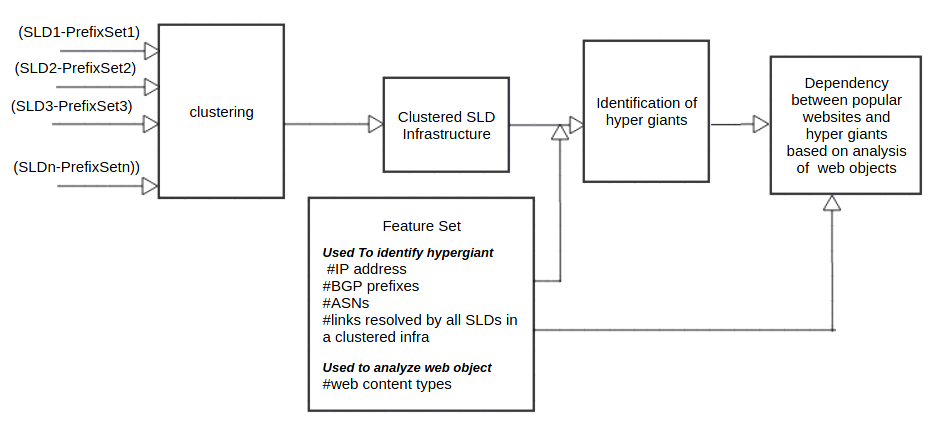 (SLD1-PrefixSet1)
(SLD2-PrefixSet2)
(SLD3-PrefixSet3)
(SLDn-PrefixSetn))
clustering
Clustered SLD
Infrastructure
Identification of
hyper giants
Dependency
between popular
websites and
hyper giants
based on analysis
of web objects
Feature Set
Used To identify hypergiant
#IP address
#BGP prefixes
#ASNs
#links resolved by all SLDs in
a clustered infra
Used to analyze web object
#web content types